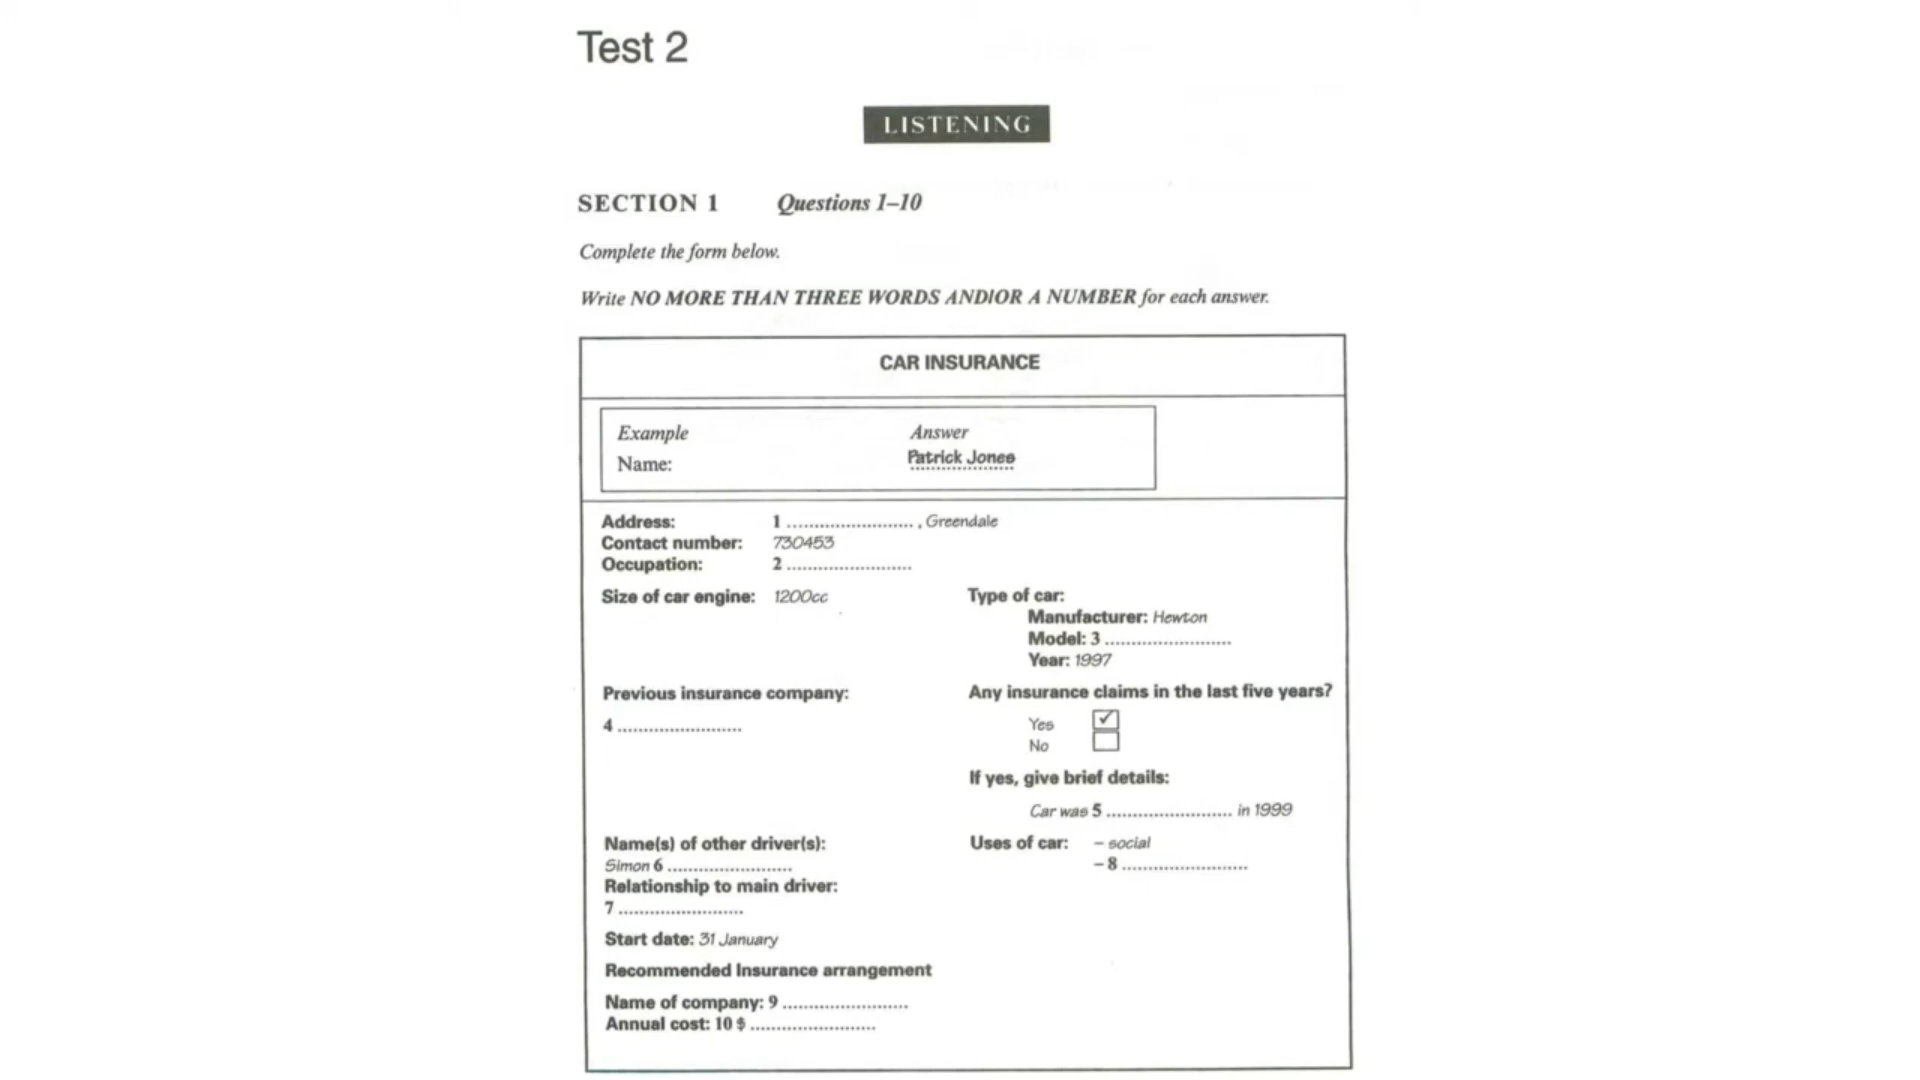 Test 2
LISTENING
SECTION 1 Questions 1–10
Complete the form below.
Write NO MORE THAN THREE WORDS AND/OR A NUMBER for each answer.
CAR INSURANCE
Example Answer
Name: Patrick Jones
Address: 1 ........................ , Greendale
Contact number: 730453
Occupation: 2 ........................
Size of car engine: 1200cc
Type of car:
Manufacturer: Hewton
Model: 3 ........................
Year: 1997
Previous insurance company:
4 ........................
Any insurance claims in the last five years?
Yes ✓
No
If yes, give brief details:
Car was 5 ........................ in 1999
Name(s) of other driver(s):
Simon 6 ........................
Relationship to main driver:
7 ........................
Uses of car: – social
– 8 ........................
Start date: 31 January
Recommended Insurance arrangement
Name of company: 9 ........................
Annual cost: 10 $ ........................